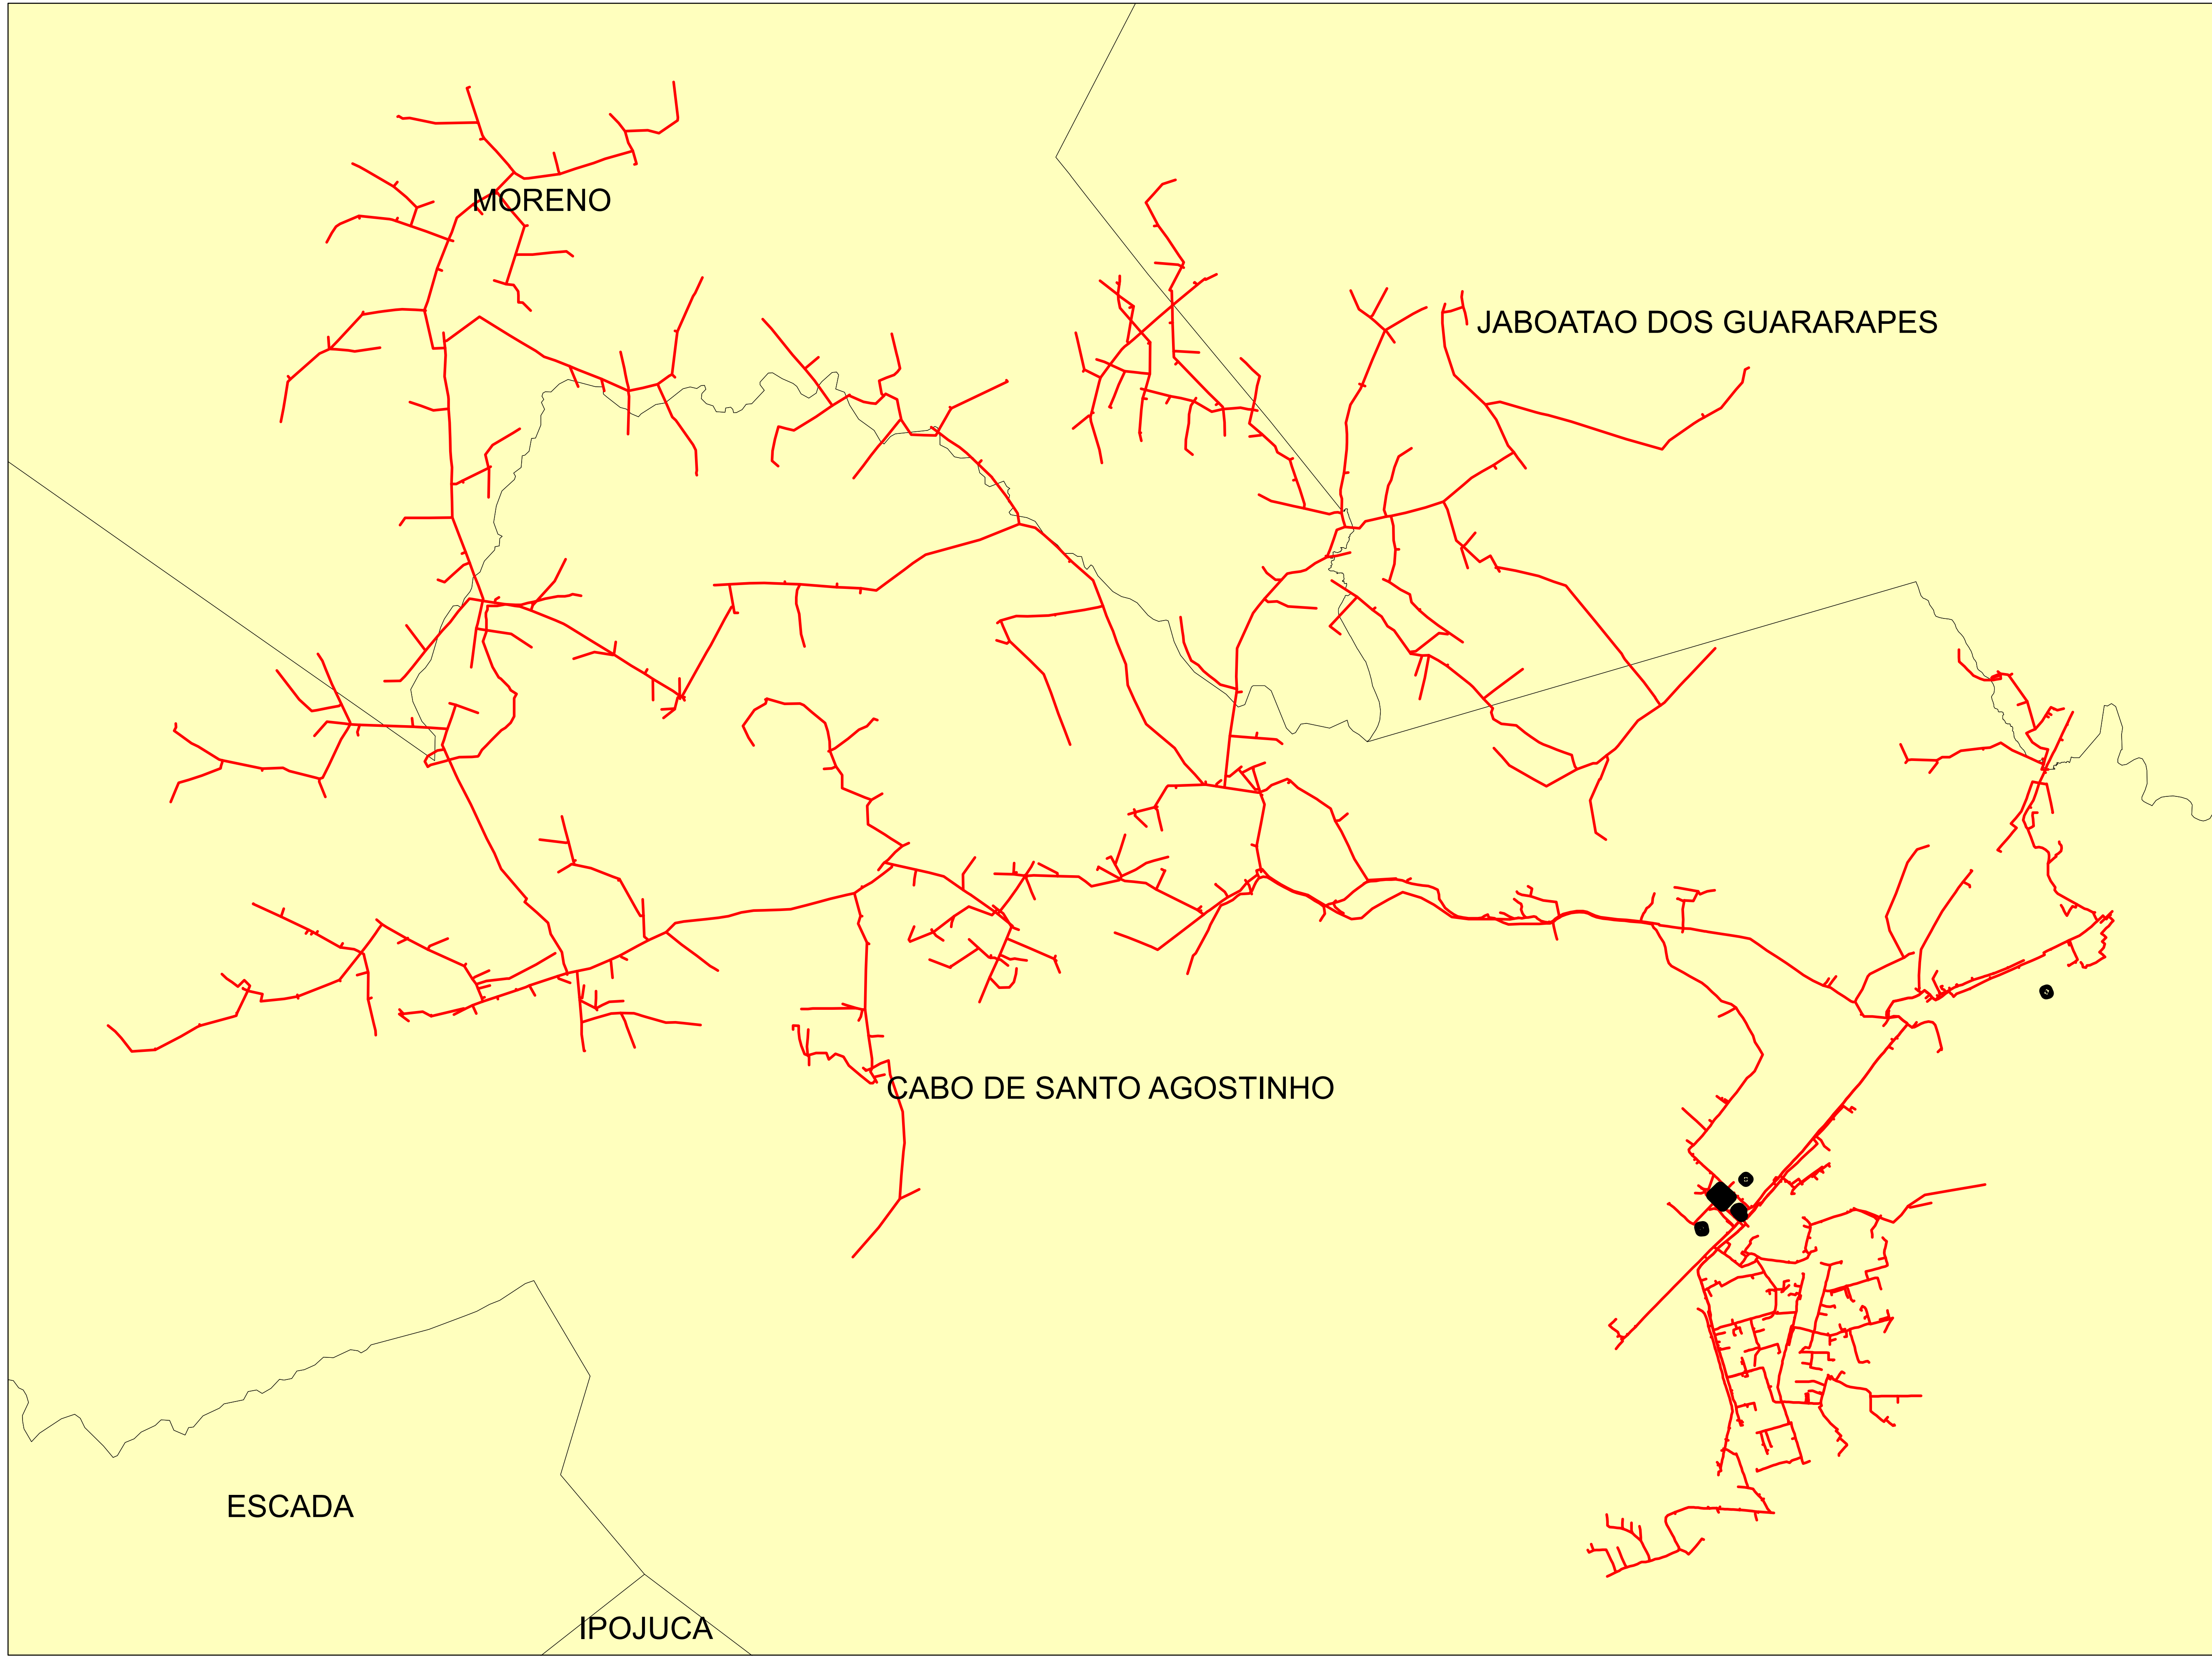 MORENO
JABOATAO DOS GUARARAPES
CABO DE SANTO AGOSTINHO
ESCADA
IPOJUCA